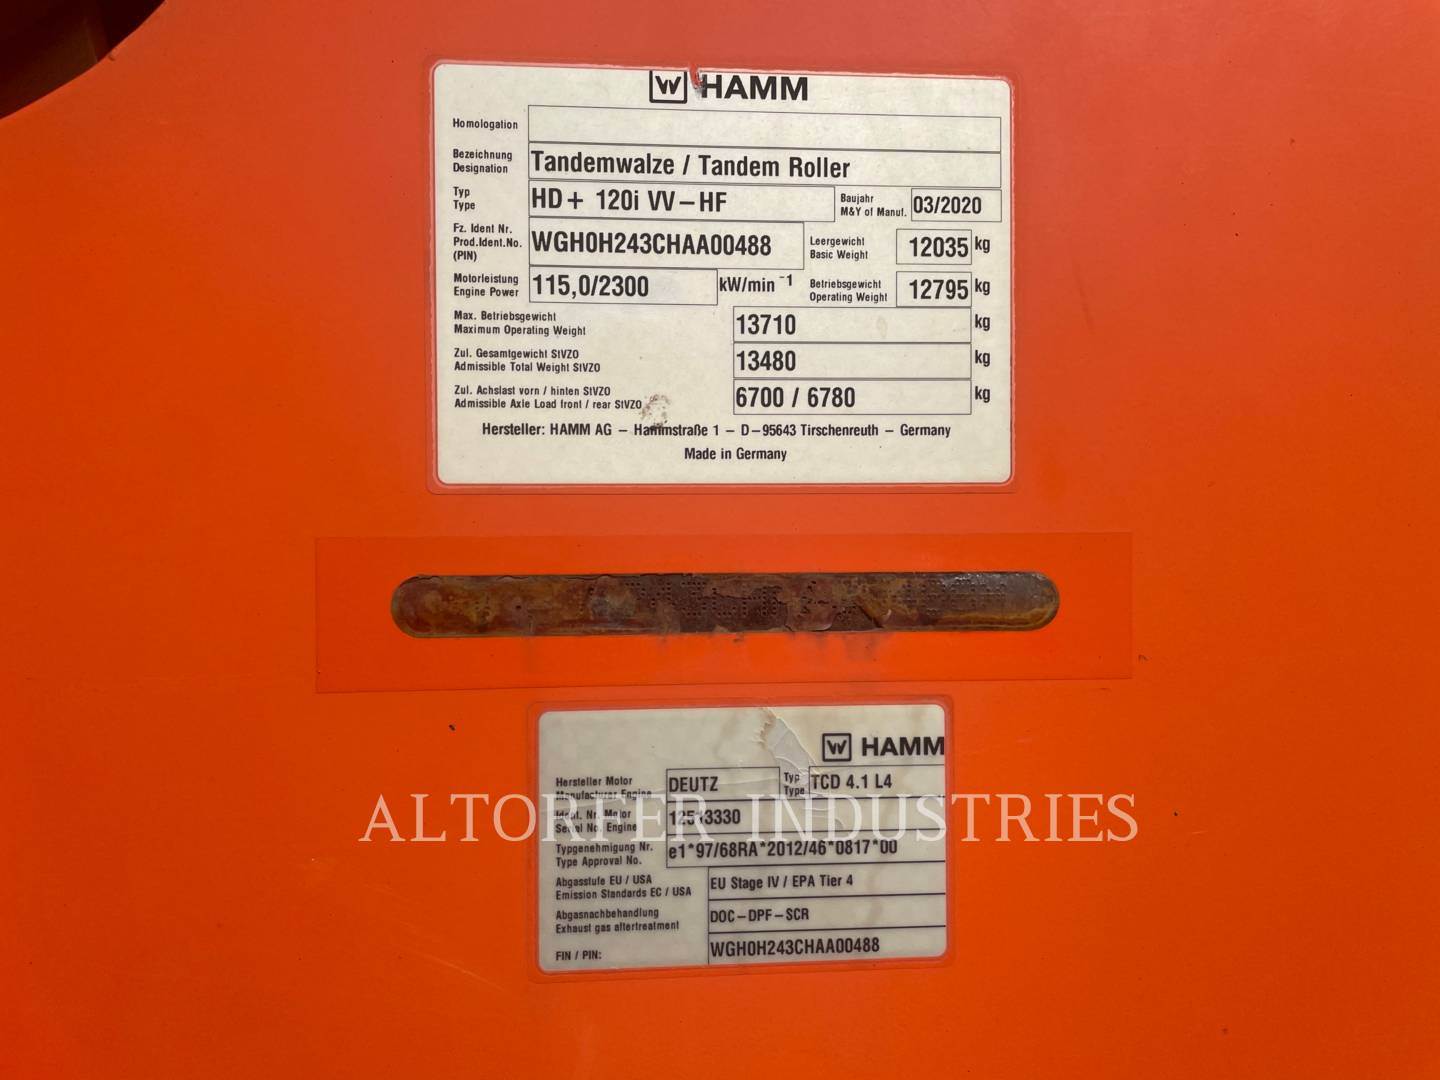 HAMM
Homologation
Bezeichnung
Designation
Tandemwalze / Tandem Roller
Typ
Type
HD+ 120i VV-HF
Baujahr
M&Y of Manuf.
03/2020
Fz. Ident Nr.
Prod.Ident.No.
(PIN)
WGH0H243CHAA00488
Leergewicht
Basic Weight
12035 kg
Motorleistung
Engine Power
115,0/2300 kW/min⁻¹
Betriebsgewicht
Operating Weight
12795 kg
Max. Betriebsgewicht
Maximum Operating Weight
13710 kg
Zul. Gesamtgewicht StVZO
Admissible Total Weight StVZO
13480 kg
Zul. Achslast vorn / hinten StVZO
Admissible Axle Load front / rear StVZO
6700 / 6780 kg
Hersteller: HAMM AG – Hammstraße 1 – D-95643 Tirschenreuth – Germany
Made in Germany
HAMM
Hersteller Motor
Manufacturer Engine
DEUTZ
Typ
Type
TCD 4.1 L4
Ident. Nr. Motor
Serial No. Engine
12513330
Typgenehmigung Nr.
Type Approval No.
e1*97/68RA*2012/46*0817*00
Abgasstufe EU / USA
Emission Standards EC / USA
EU Stage IV / EPA Tier 4
Abgasnachbehandlung
Exhaust gas aftertreatment
DOC-DPF-SCR
FIN / PIN:
WGH0H243CHAA00488
ALTORFER INDUSTRIES